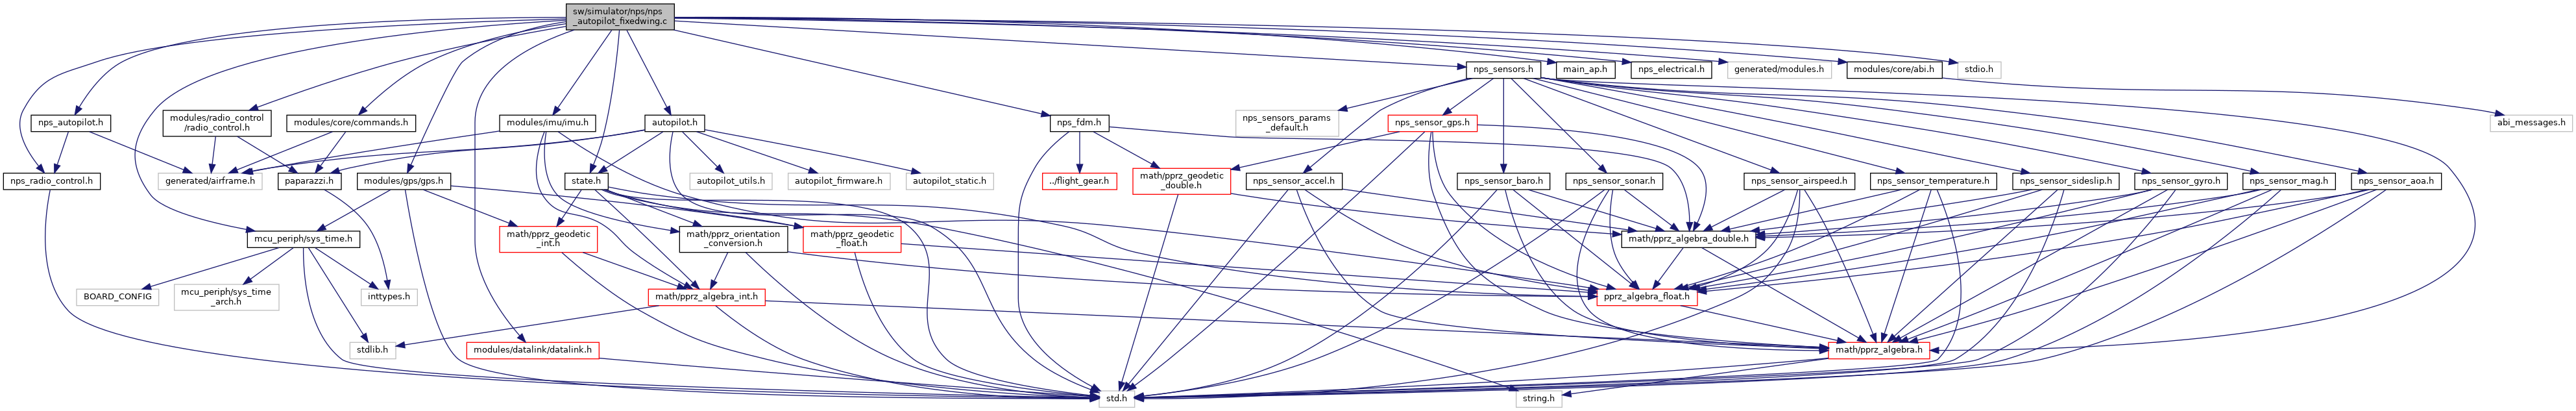 sw/simulator/nps/nps
_autopilot_fixedwing.c
nps_sensors.h
main_ap.h
nps_electrical.h
generated/modules.h
modules/core/abi.h
stdio.h
nps_autopilot.h
modules/radio_control
/radio_control.h
modules/core/commands.h
modules/imu/imu.h
autopilot.h
nps_fdm.h
nps_sensors_params
_default.h
nps_sensor_gps.h
abi_messages.h
nps_radio_control.h
generated/airframe.h
paparazzi.h
modules/gps/gps.h
state.h
autopilot_utils.h
autopilot_firmware.h
autopilot_static.h
../flight_gear.h
math/pprz_geodetic
_double.h
nps_sensor_accel.h
nps_sensor_baro.h
nps_sensor_sonar.h
nps_sensor_airspeed.h
nps_sensor_temperature.h
nps_sensor_sideslip.h
nps_sensor_gyro.h
nps_sensor_mag.h
nps_sensor_aoa.h
mcu_periph/sys_time.h
math/pprz_geodetic
_int.h
math/pprz_orientation
_conversion.h
math/pprz_geodetic
_float.h
math/pprz_algebra_double.h
BOARD_CONFIG
mcu_periph/sys_time
_arch.h
inttypes.h
math/pprz_algebra_int.h
pprz_algebra_float.h
stdlib.h
modules/datalink/datalink.h
math/pprz_algebra.h
std.h
string.h